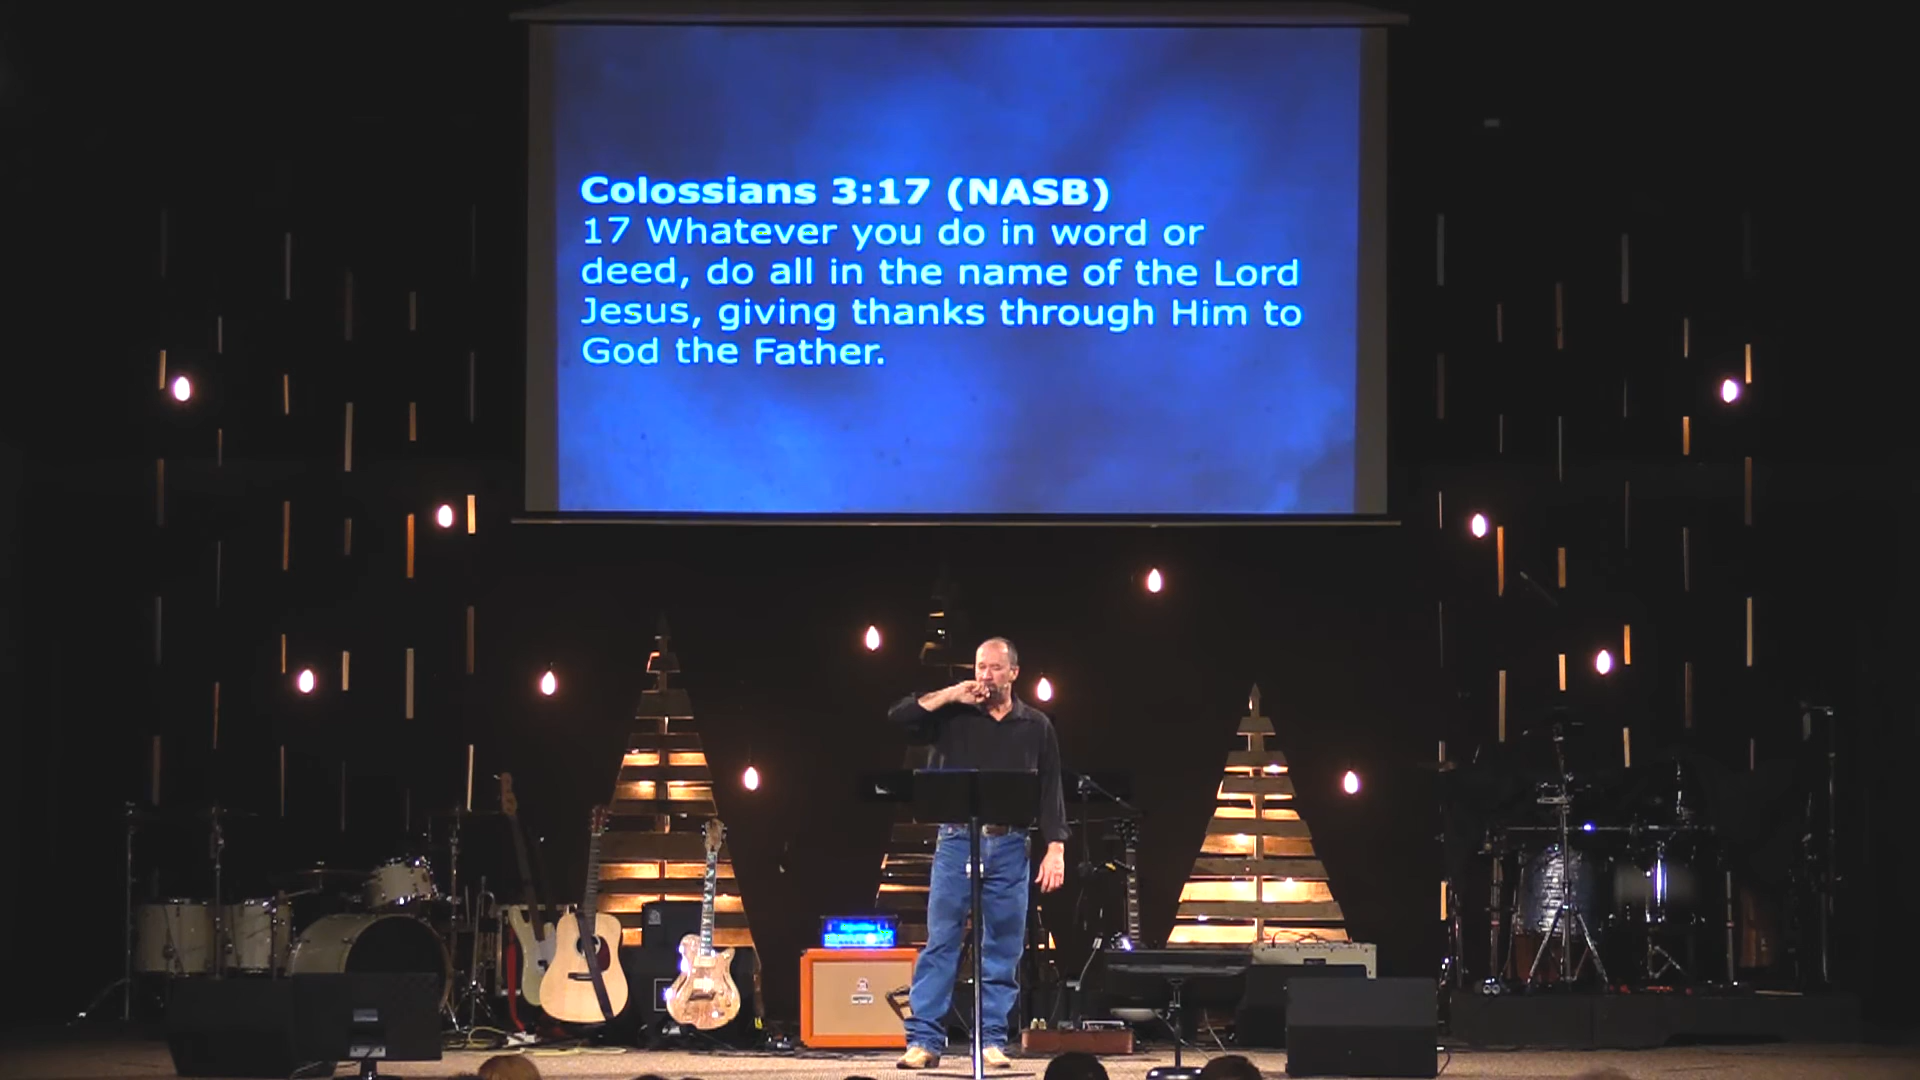 Colossians 3:17 (NASB)
17 Whatever you do in word or
deed, do all in the name of the Lord
Jesus, giving thanks through Him to
God the Father.